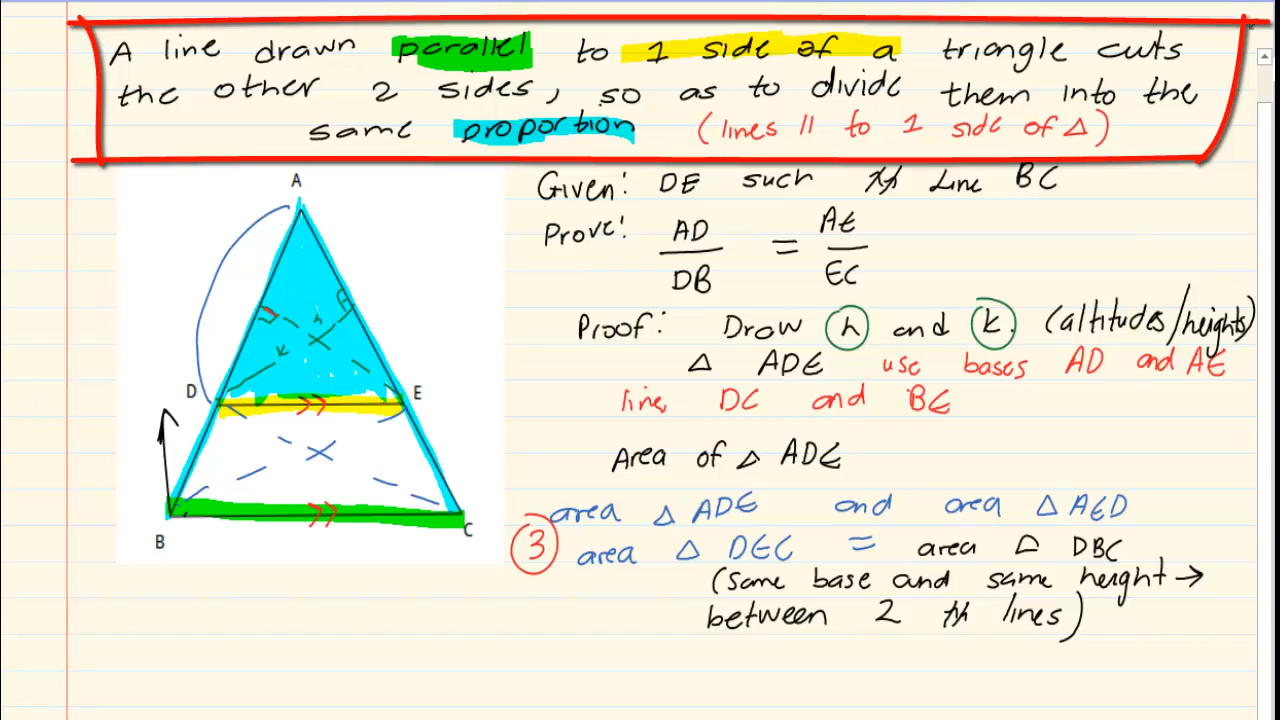 A line drawn parallel to 1 side of a triangle cuts
the other 2 sides, so as to divide them into the
same proportion (lines || to 1 side of Δ)
A
Given: DE such // Line BC
Prove: AD/DB = AE/EC
h
k
Proof: Draw h and k. (altitudes/heights)
Δ ADE use bases AD and AE
D
E
line DC and BE
Area of Δ ADE
area Δ ADE and area Δ AED
B
C
3 area Δ DEC = area Δ DBC
(same base and same height →
between 2 // lines)